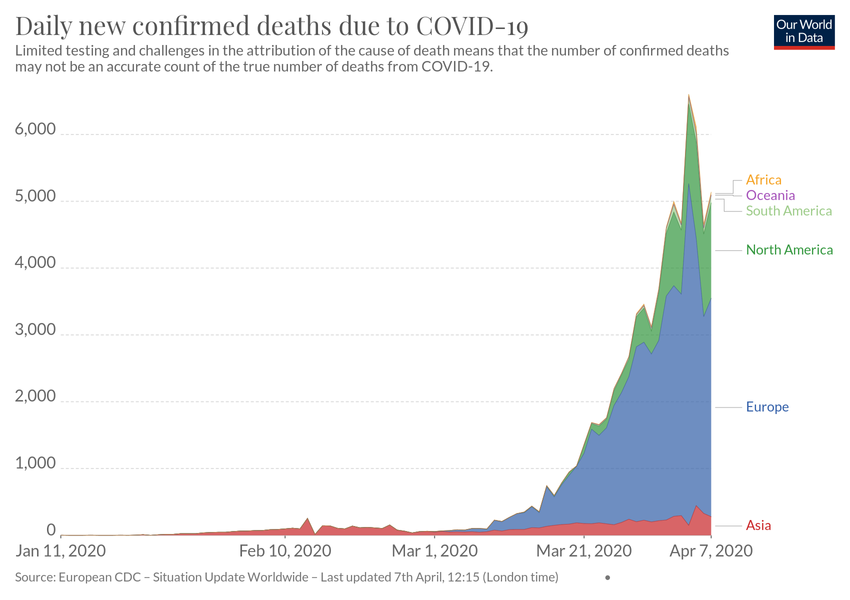 Daily new confirmed deaths due to COVID-19
Our World
in Data
Limited testing and challenges in the attribution of the cause of death means that the number of confirmed deaths
may not be an accurate count of the true number of deaths from COVID-19.
6,000
5,000
4,000
3,000
2,000
1,000
0
Africa
Oceania
South America
North America
Europe
Asia
Jan 11, 2020 Feb 10, 2020 Mar 1, 2020 Mar 21, 2020 Apr 7, 2020
Source: European CDC – Situation Update Worldwide – Last updated 7th April, 12:15 (London time) •